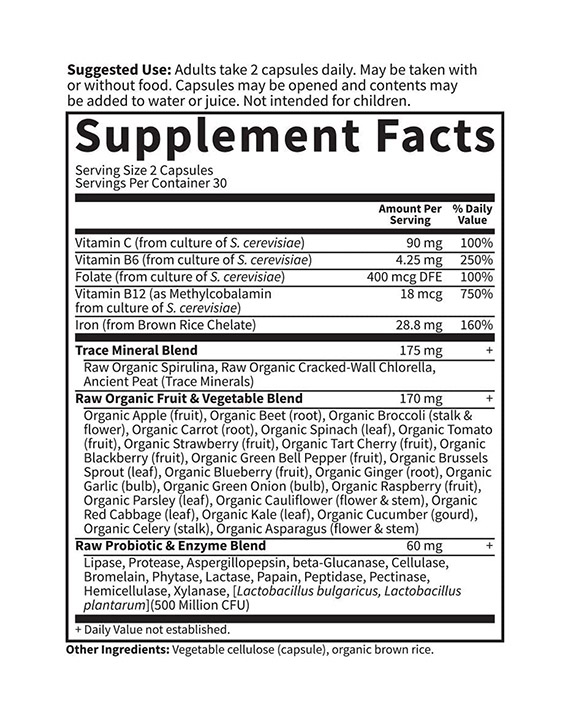 Suggested Use: Adults take 2 capsules daily. May be taken with
or without food. Capsules may be opened and contents may
be added to water or juice. Not intended for children.
Supplement Facts
Serving Size 2 Capsules
Servings Per Container 30
Amount Per Serving % Daily Value
Vitamin C (from culture of S. cerevisiae) 90 mg 100%
Vitamin B6 (from culture of S. cerevisiae) 4.25 mg 250%
Folate (from culture of S. cerevisiae) 400 mcg DFE 100%
Vitamin B12 (as Methylcobalamin 18 mcg 750%
from culture of S. cerevisiae)
Iron (from Brown Rice Chelate) 28.8 mg 160%
Trace Mineral Blend 175 mg +
Raw Organic Spirulina, Raw Organic Cracked-Wall Chlorella,
Ancient Peat (Trace Minerals)
Raw Organic Fruit & Vegetable Blend 170 mg +
Organic Apple (fruit), Organic Beet (root), Organic Broccoli (stalk &
flower), Organic Carrot (root), Organic Spinach (leaf), Organic Tomato
(fruit), Organic Strawberry (fruit), Organic Tart Cherry (fruit), Organic
Blackberry (fruit), Organic Green Bell Pepper (fruit), Organic Brussels
Sprout (leaf), Organic Blueberry (fruit), Organic Ginger (root), Organic
Garlic (bulb), Organic Green Onion (bulb), Organic Raspberry (fruit),
Organic Parsley (leaf), Organic Cauliflower (flower & stem), Organic
Red Cabbage (leaf), Organic Kale (leaf), Organic Cucumber (gourd),
Organic Celery (stalk), Organic Asparagus (flower & stem)
Raw Probiotic & Enzyme Blend 60 mg +
Lipase, Protease, Aspergillopepsin, beta-Glucanase, Cellulase,
Bromelain, Phytase, Lactase, Papain, Peptidase, Pectinase,
Hemicellulase, Xylanase, [Lactobacillus bulgaricus, Lactobacillus
plantarum](500 Million CFU)
+ Daily Value not established.
Other Ingredients: Vegetable cellulose (capsule), organic brown rice.